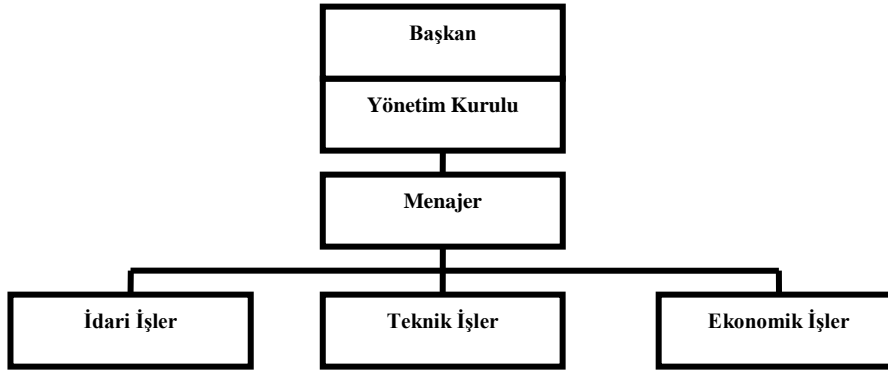 Başkan
Yönetim Kurulu
Menajer
İdari İşler
Teknik İşler
Ekonomik İşler